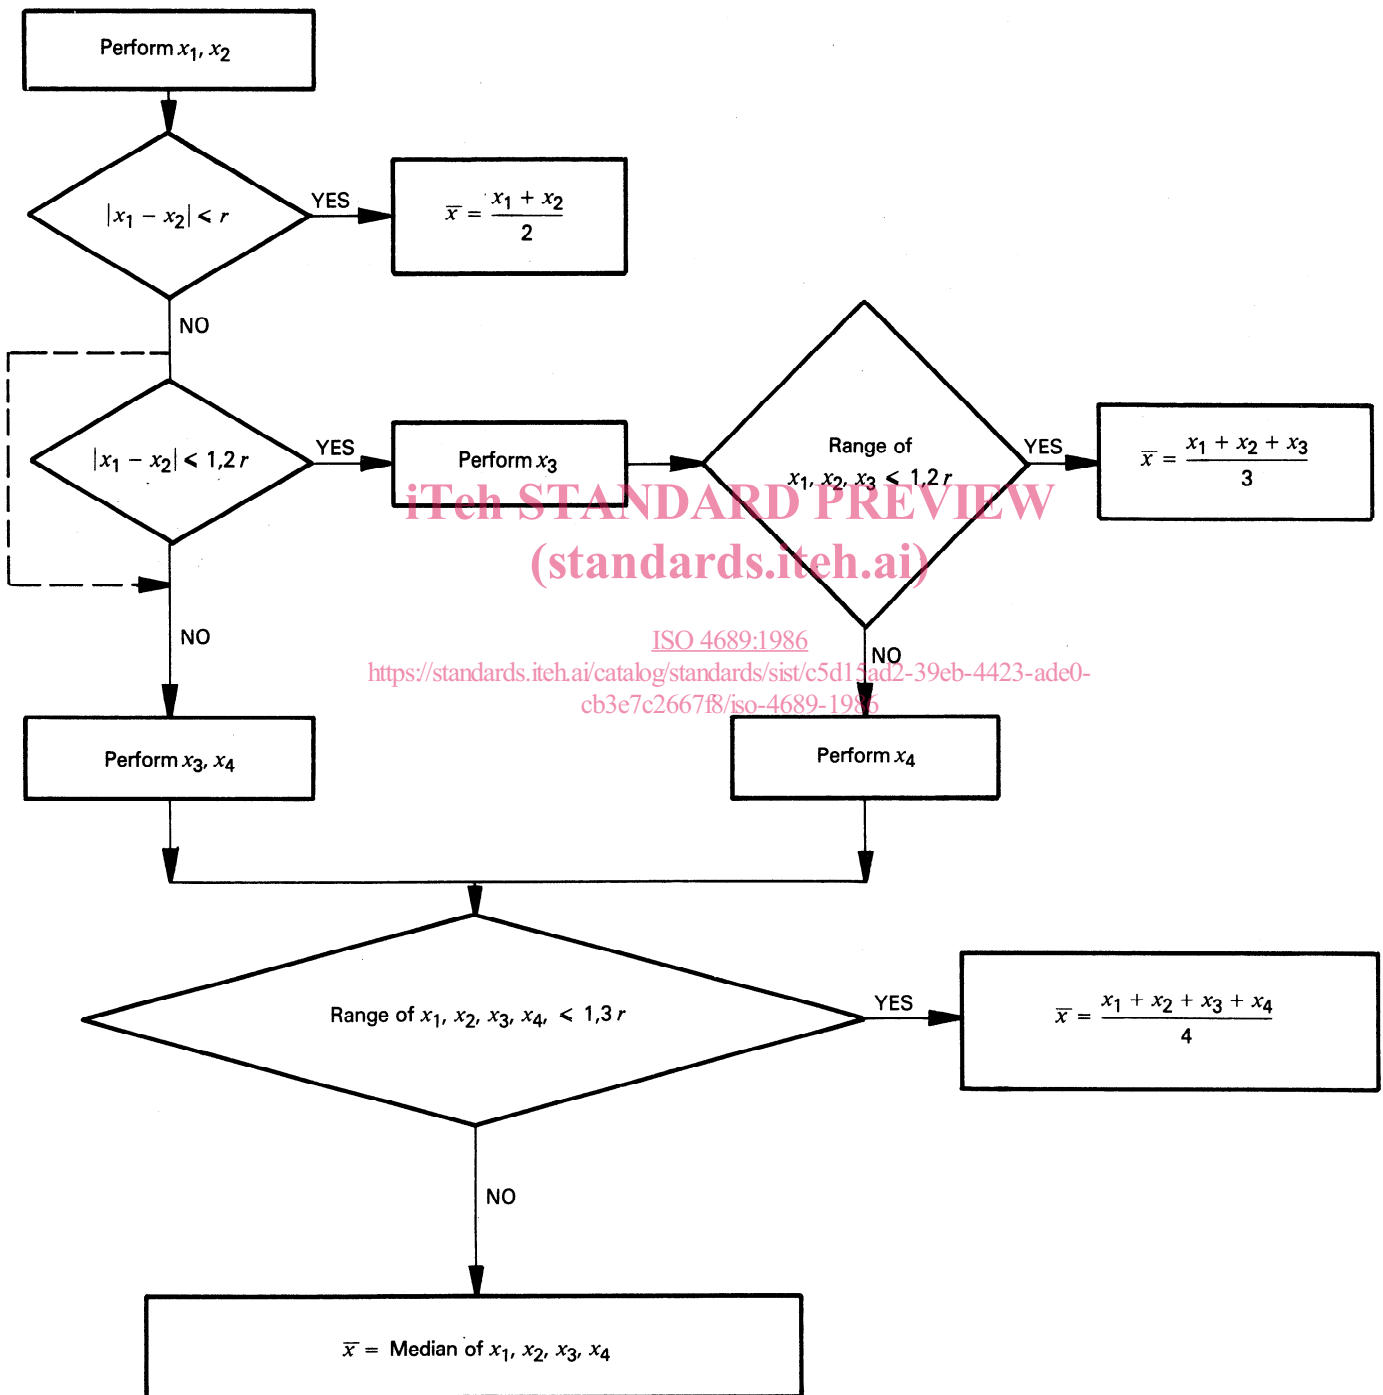 Perform x₁, x₂
|x₁ − x₂| ⩽ r
YES
x̅ = (x₁ + x₂) / 2
NO
|x₁ − x₂| ⩽ 1,2 r
YES
Perform x₃
Range of
x₁, x₂, x₃ ⩽ 1,2 r
YES
x̅ = (x₁ + x₂ + x₃) / 3
iTeh STANDARD PREVIEW
(standards.iteh.ai)
NO
ISO 4689:1986
NO
https://standards.iteh.ai/catalog/standards/sist/c5d15ad2-39eb-4423-ade0-
cb3e7c2667f8/iso-4689-1986
Perform x₃, x₄
Perform x₄
Range of x₁, x₂, x₃, x₄, ⩽ 1,3 r
YES
x̅ = (x₁ + x₂ + x₃ + x₄) / 4
NO
x̅ = Median of x₁, x₂, x₃, x₄